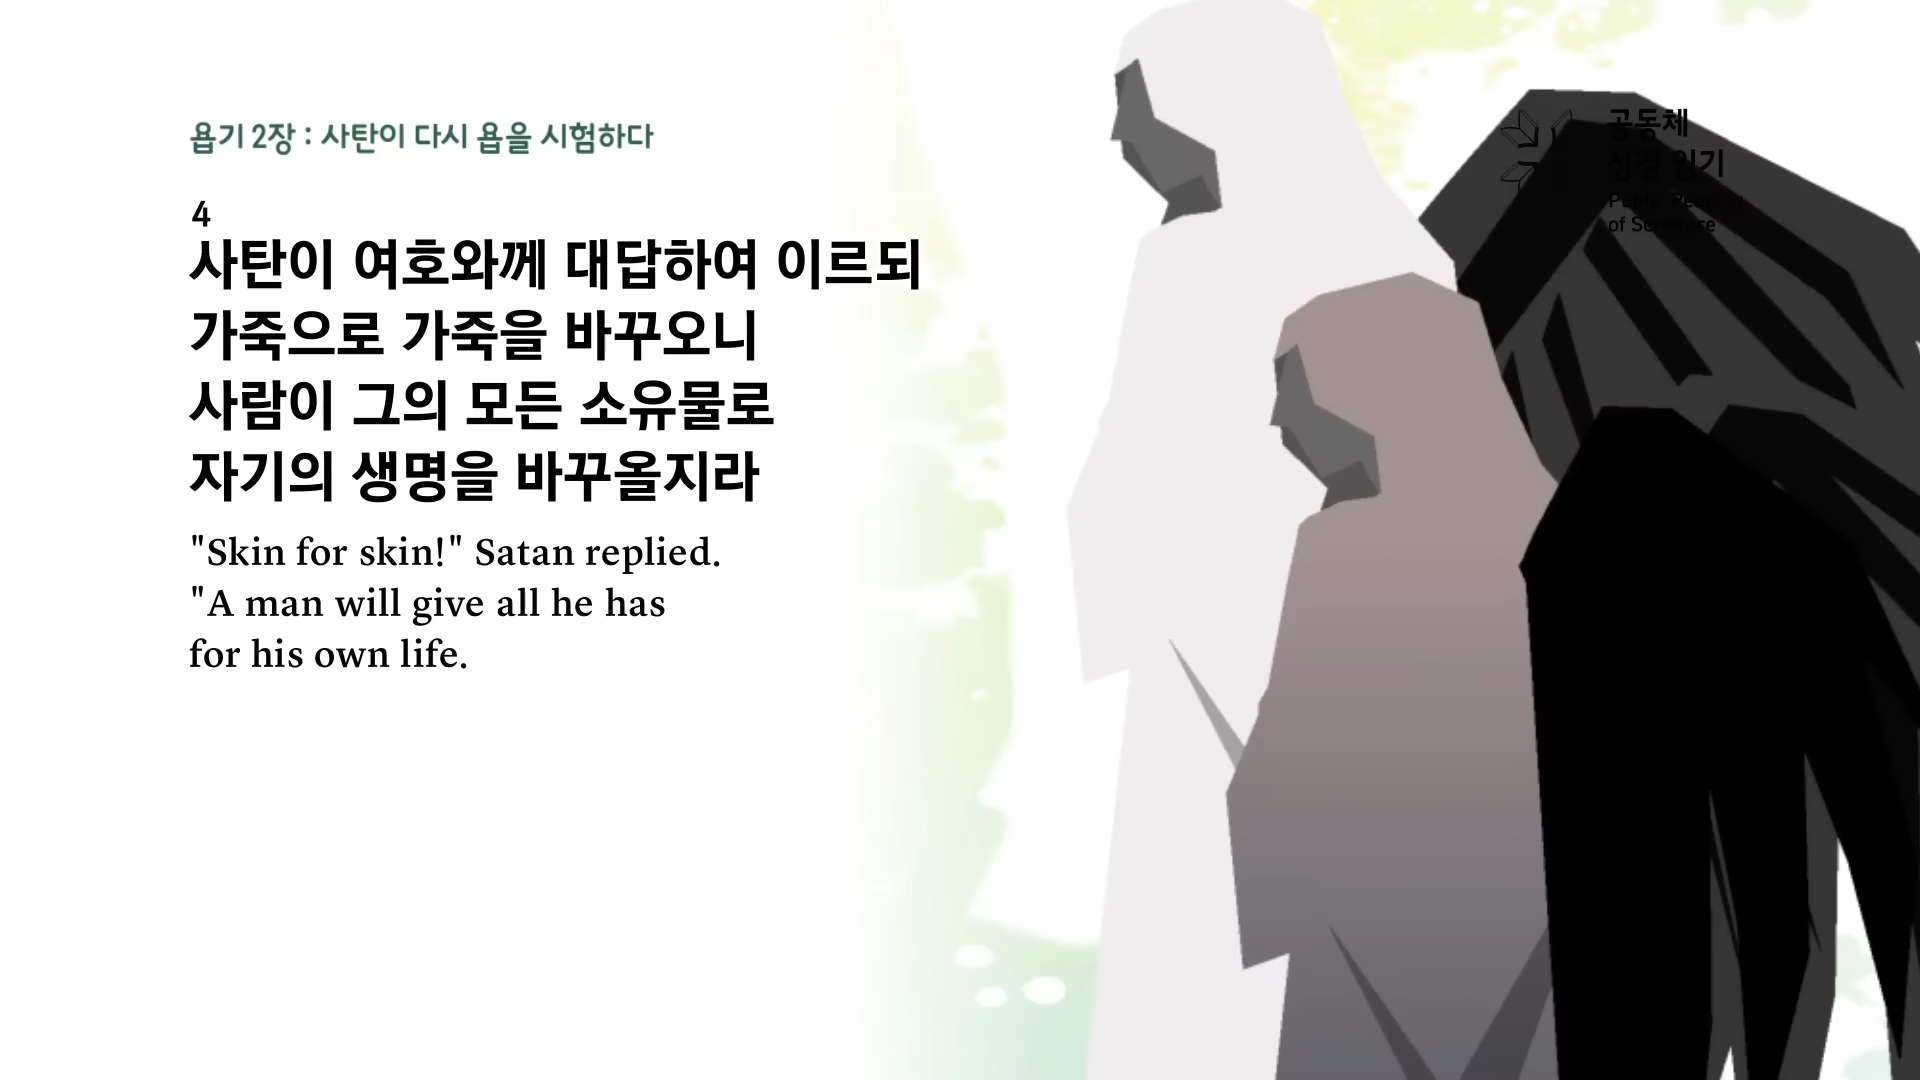 욥기 2장 : 사탄이 다시 욥을 시험하다
4
사탄이 여호와께 대답하여 이르되
가죽으로 가죽을 바꾸오니
사람이 그의 모든 소유물로
자기의 생명을 바꾸올지라
"Skin for skin!" Satan replied.
"A man will give all he has
for his own life.
공동체
성경 읽기
Public Reading
of Scripture